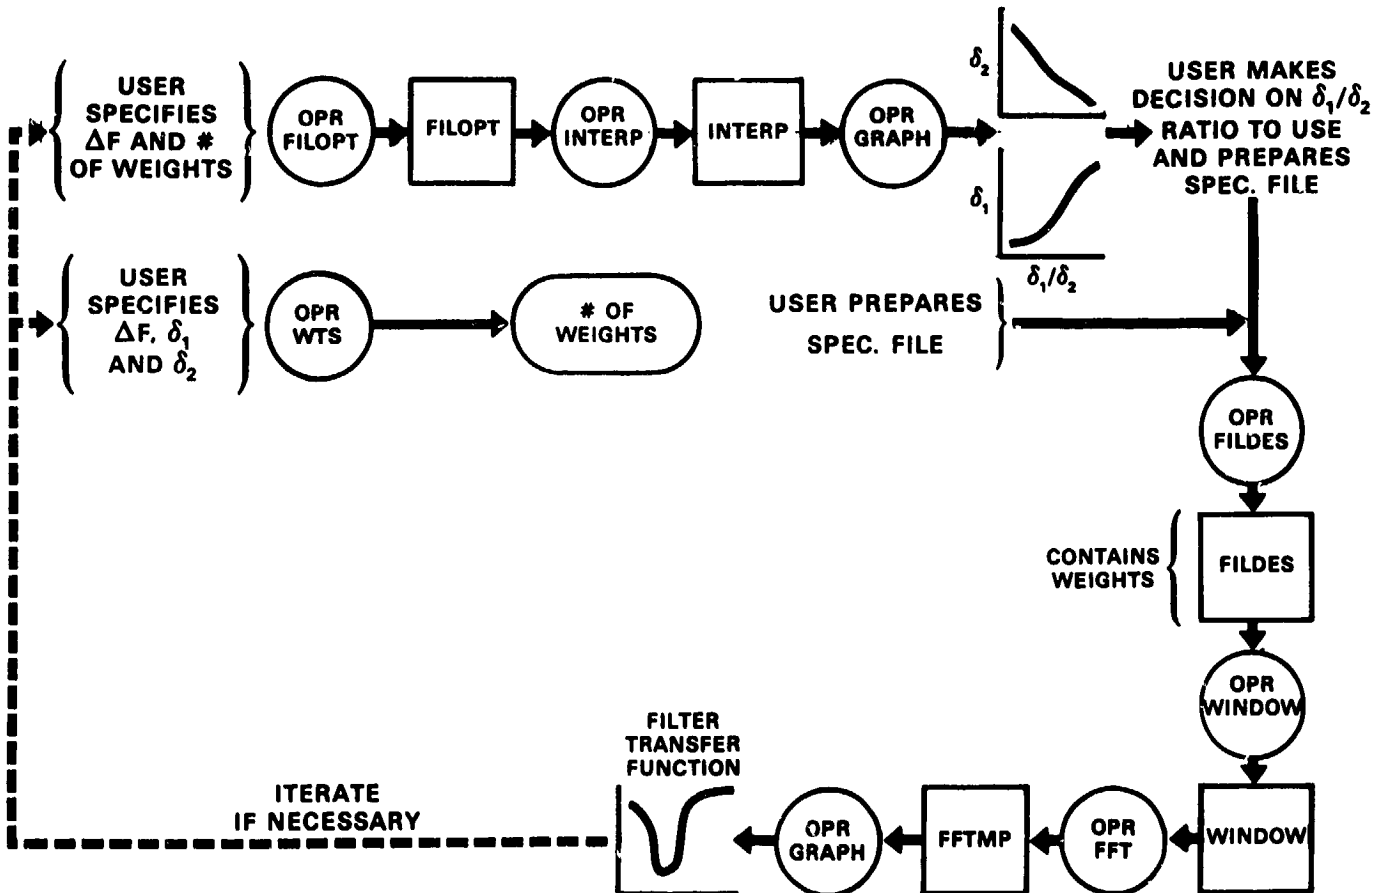 USER
SPECIFIES
ΔF AND #
OF WEIGHTS
OPR
FILOPT
FILOPT
OPR
INTERP
INTERP
OPR
GRAPH
δ₂
δ₁
δ₁/δ₂
USER MAKES
DECISION ON δ₁/δ₂
RATIO TO USE
AND PREPARES
SPEC. FILE
USER
SPECIFIES
ΔF, δ₁
AND δ₂
OPR
WTS
# OF
WEIGHTS
USER PREPARES
SPEC. FILE
OPR
FILDES
CONTAINS
WEIGHTS
FILDES
OPR
WINDOW
WINDOW
OPR
FFT
FFTMP
OPR
GRAPH
FILTER
TRANSFER
FUNCTION
ITERATE
IF NECESSARY